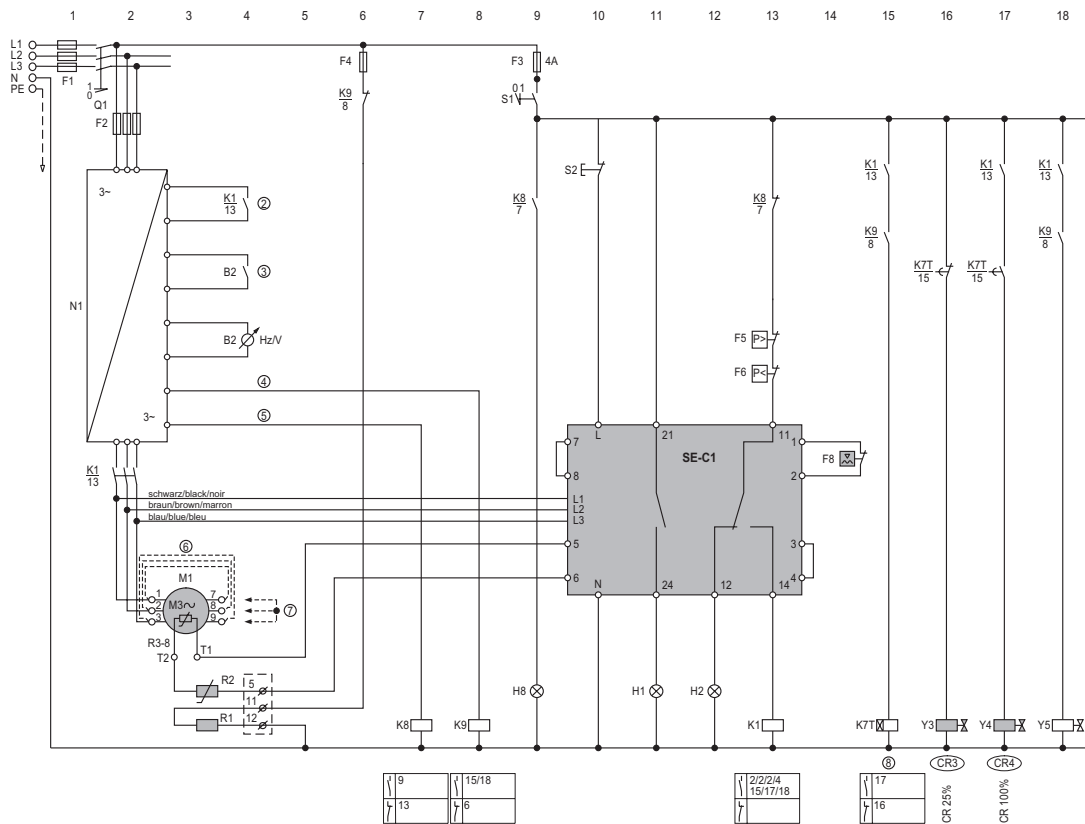 1 2 3 4 5 6 7 8 9 10 11 12 13 14 15 16 17 18
L1
L2
L3
N
PE
F1
1
0
Q1
F2
F4
K9
8
F3 4A
S1 01
S2
K8
7
K8
7
K1
13
K9
8
K7T
15
K1
13
K7T
15
K1
13
K9
8
3~
N1
K1
13
②
B2 ③
B2 Hz/V
④
3~
⑤
F5 P>
F6 P<
L 21 11
SE-C1
7
8
L1
L2
L3
5
6
1
2
3
4
N 24 12 14
F8
K1
13
schwarz/black/noir
braun/brown/marron
blau/blue/bleu
⑥
M1
M3~
1
2
3
7
8
9
⑦
R3-8
T2
T1
R2
R1
5
11
12
K8
K9
H8
H1
H2
K1
K7T
Y3
Y4
Y5
⑧
CR3
CR4
CR 25%
CR 100%
9
13
15/18
6
2/2/2/4
15/17/18
17
16